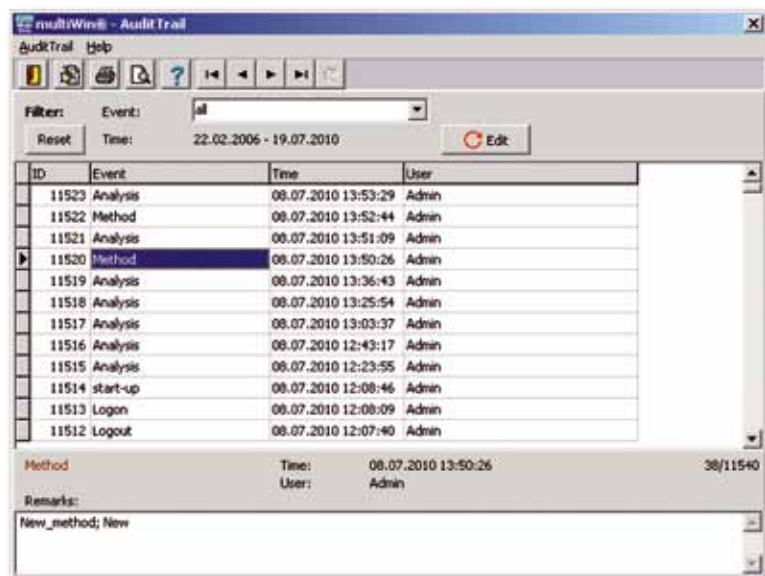 multiWin® - AuditTrail
AuditTrail Help
Filter: Event: all
Reset Time: 22.02.2006 - 19.07.2010 Edit
ID Event Time User
11523 Analysis 08.07.2010 13:53:29 Admin
11522 Method 08.07.2010 13:52:44 Admin
11521 Analysis 08.07.2010 13:51:09 Admin
11520 Method 08.07.2010 13:50:26 Admin
11519 Analysis 08.07.2010 13:36:43 Admin
11518 Analysis 08.07.2010 13:25:54 Admin
11517 Analysis 08.07.2010 13:03:37 Admin
11516 Analysis 08.07.2010 12:43:17 Admin
11515 Analysis 08.07.2010 12:23:55 Admin
11514 start-up 08.07.2010 12:08:46 Admin
11513 Logon 08.07.2010 12:08:09 Admin
11512 Logout 08.07.2010 12:07:40 Admin
Method Time: 08.07.2010 13:50:26 38/11540
User: Admin
Remarks:
New_method; New